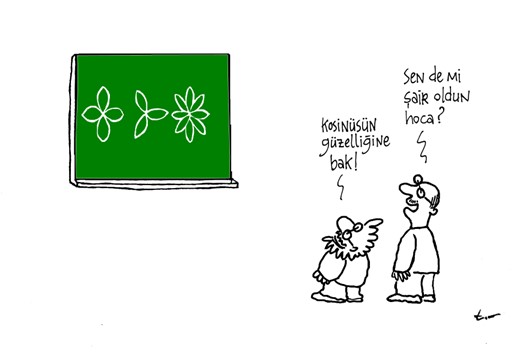 Kosinüsün
güzelliğine
bak!
Sen de mi
şair oldun
hoca?